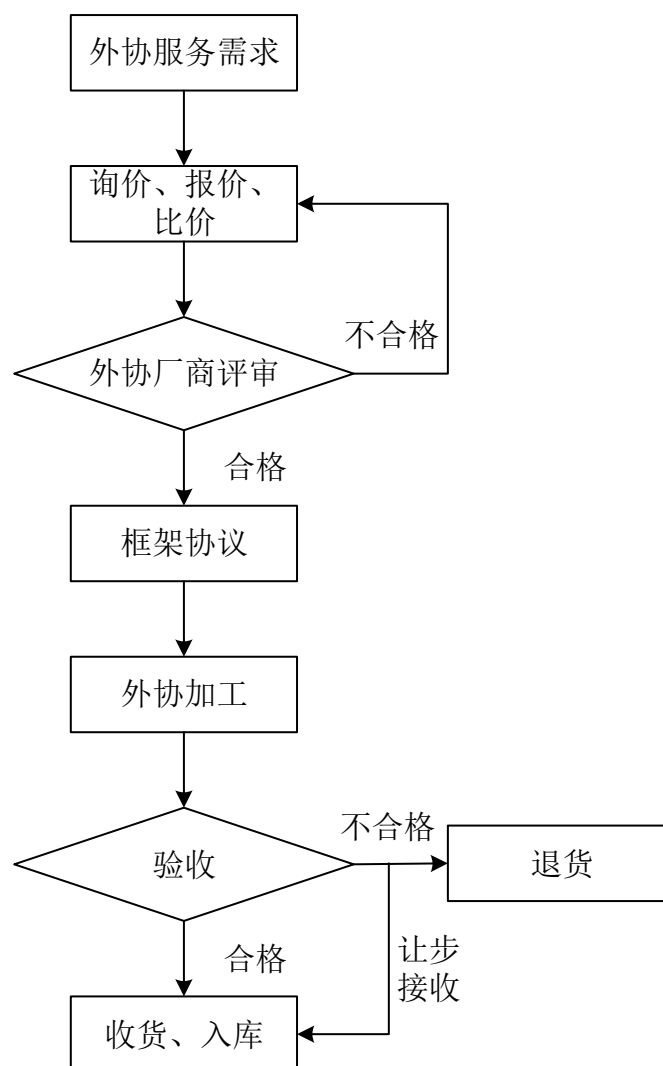 外协服务需求
询价、报价、
比价
不合格
外协厂商评审
合格
框架协议
外协加工
不合格
验收
退货
合格
让步
接收
收货、入库